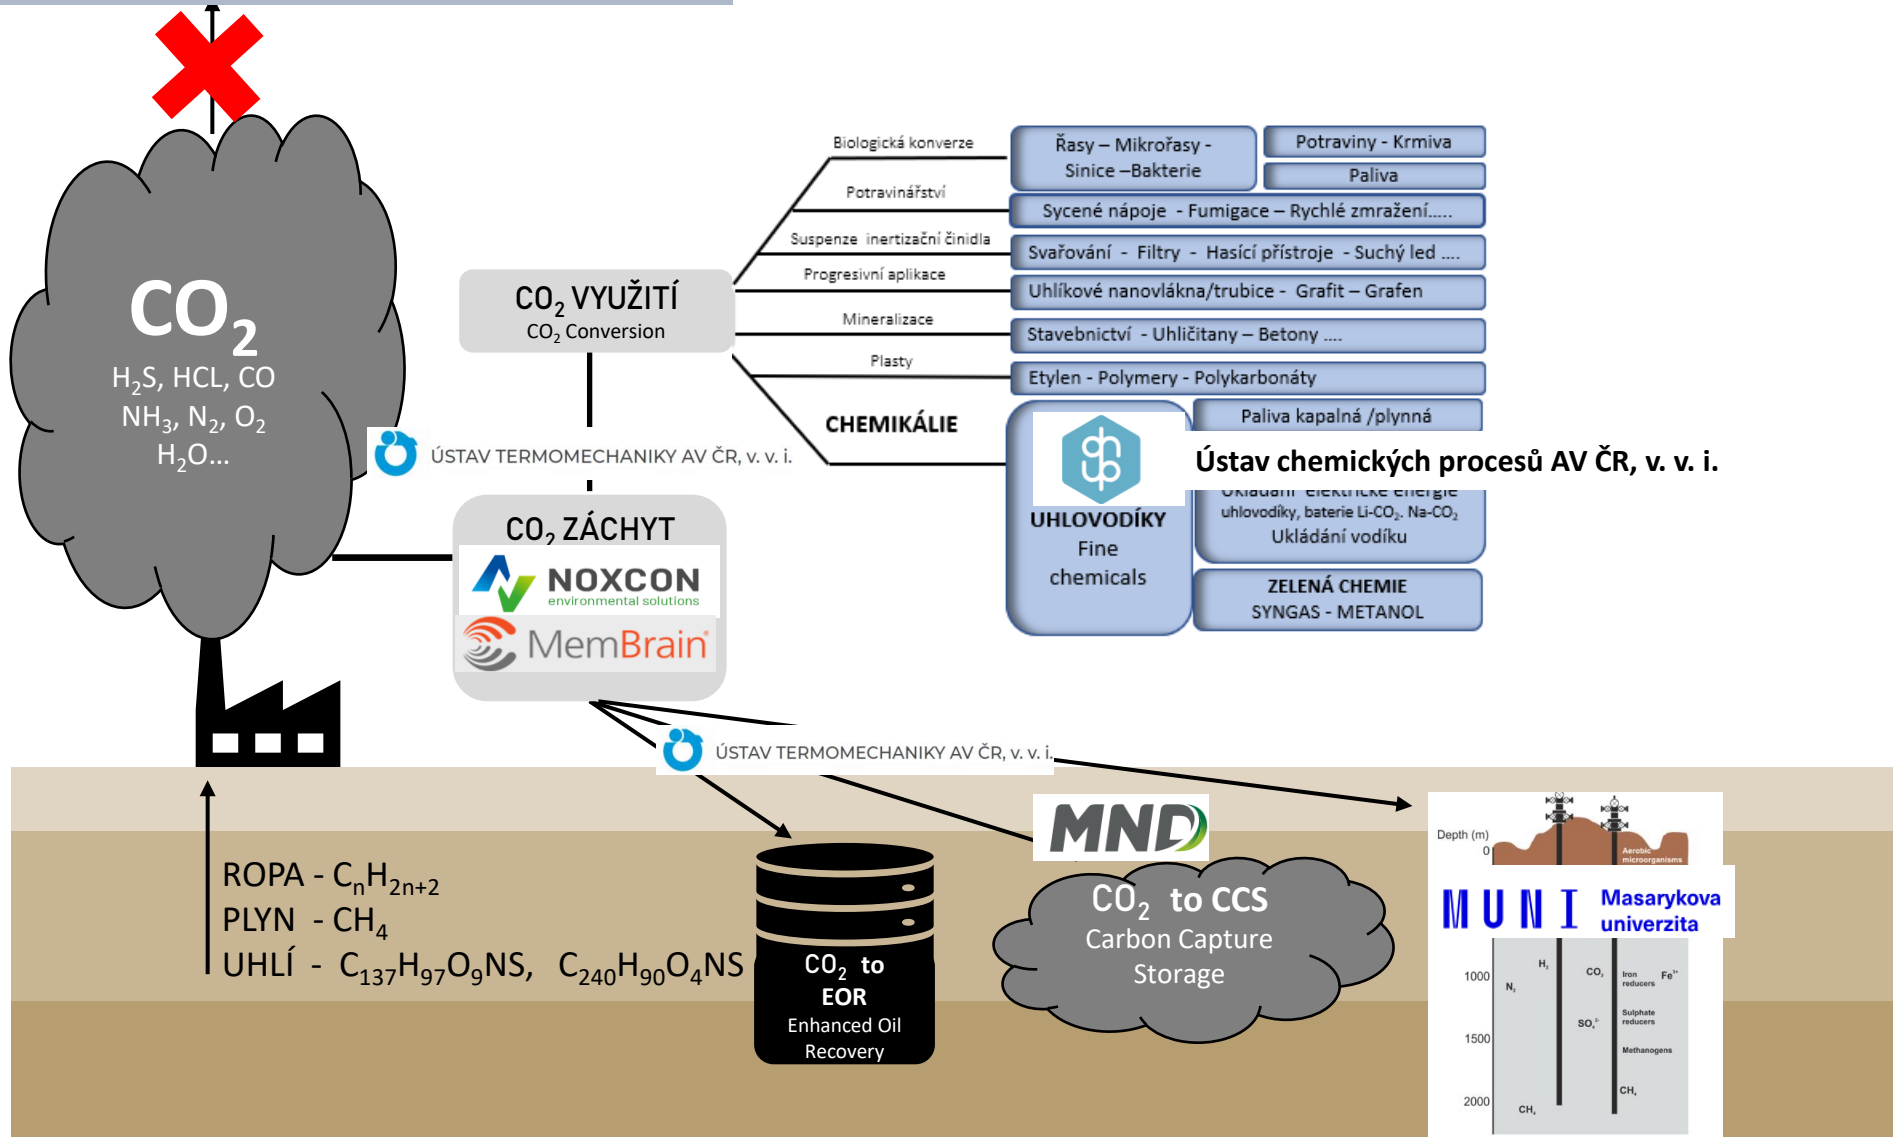 CO2
H2S, HCL, CO
NH3, N2, O2
H2O...
CO2 VYUŽITÍ
CO2 Conversion
ÚSTAV TERMOMECHANIKY AV ČR, v. v. i.
CO2 ZÁCHYT
NOXCON
environmental solutions
MemBrain®
Biologická konverze
Řasy – Mikrořasy -
Sinice –Bakterie
Potraviny - Krmiva
Paliva
Potravinářství
Sycené nápoje - Fumigace – Rychlé zmražení.....
Suspenze inertizační činidla
Svařování - Filtry - Hasící přístroje - Suchý led ....
Progresivní aplikace
Uhlíkové nanovlákna/trubice - Grafit – Grafen
Mineralizace
Stavebnictví - Uhličitany – Betony ....
Plasty
Etylen - Polymery - Polykarbonáty
CHEMIKÁLIE
Paliva kapalná /plynná
Ústav chemických procesů AV ČR, v. v. i.
Ukládání elektrické energie
uhlovodíky, baterie Li-CO2. Na-CO2
Ukládání vodíku
UHLOVODÍKY
Fine
chemicals
ZELENÁ CHEMIE
SYNGAS - METANOL
ÚSTAV TERMOMECHANIKY AV ČR, v. v. i.
ROPA - CnH2n+2
PLYN - CH4
UHLÍ - C137H97O9NS, C240H90O4NS
CO2 to
EOR
Enhanced Oil
Recovery
MND
CO2 to CCS
Carbon Capture
Storage
Depth (m)
0
Aerobic
microorganisms
MUNI
Masarykova
univerzita
1000
H2
N2
CO2
Iron
reducers
Fe3+
SO42-
Sulphate
reducers
1500
Methanogens
CH4
2000
CH4